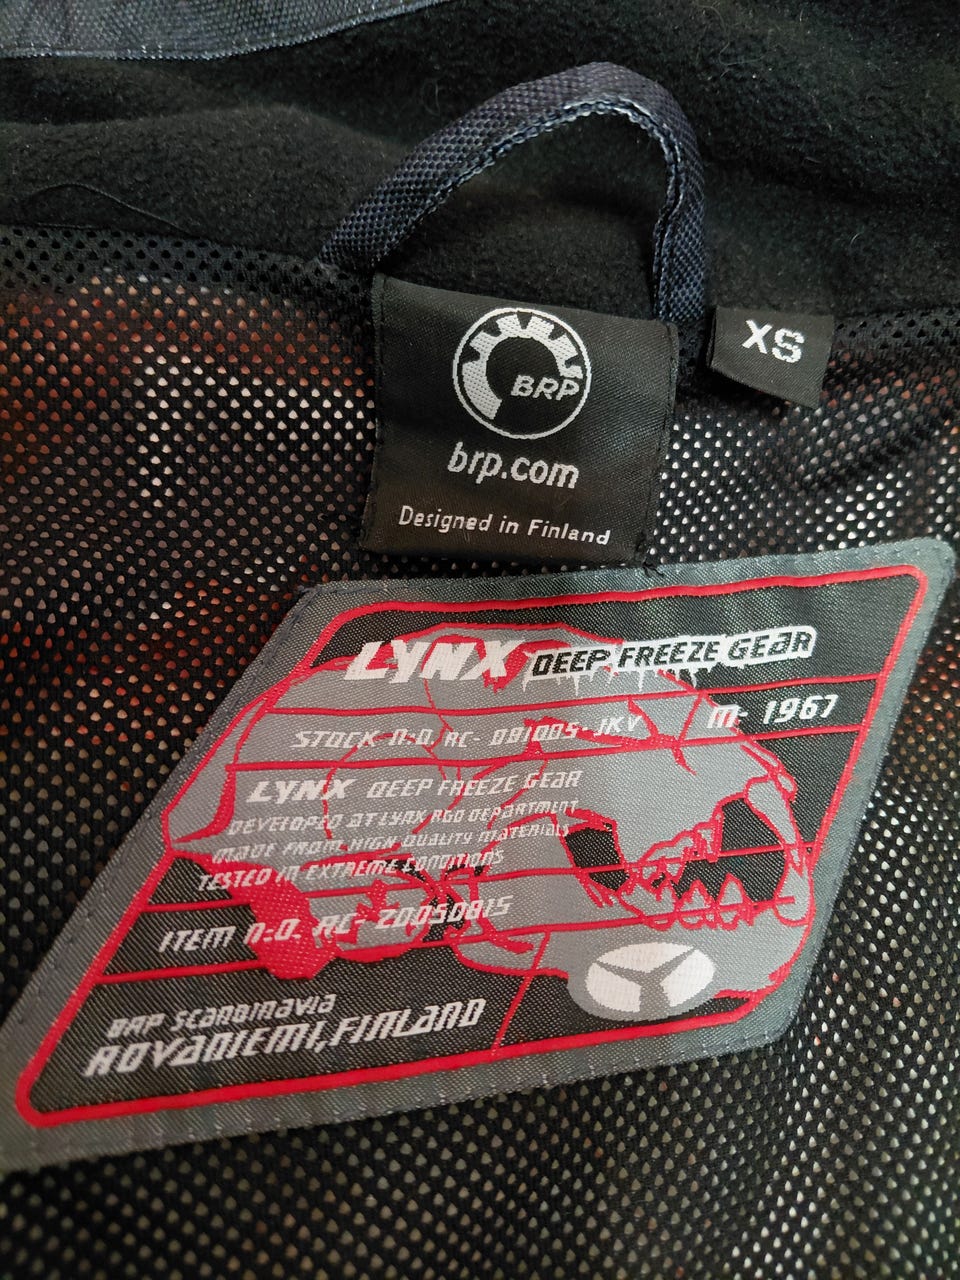 BRP
brp.com
Designed in Finland
XS
LYNX DEEP FREEZE GEAR
M- 1967
STOCK N:O. RC- 081005-JKV
LYNX DEEP FREEZE GEAR
DEVELOPED AT LYNX R&D DEPARTMENT
MADE FROM HIGH QUALITY MATERIALS
TESTED IN EXTREME CONDITIONS
ITEM N:O. RC- 20050815
BRP SCANDINAVIA
ROVANIEMI, FINLAND